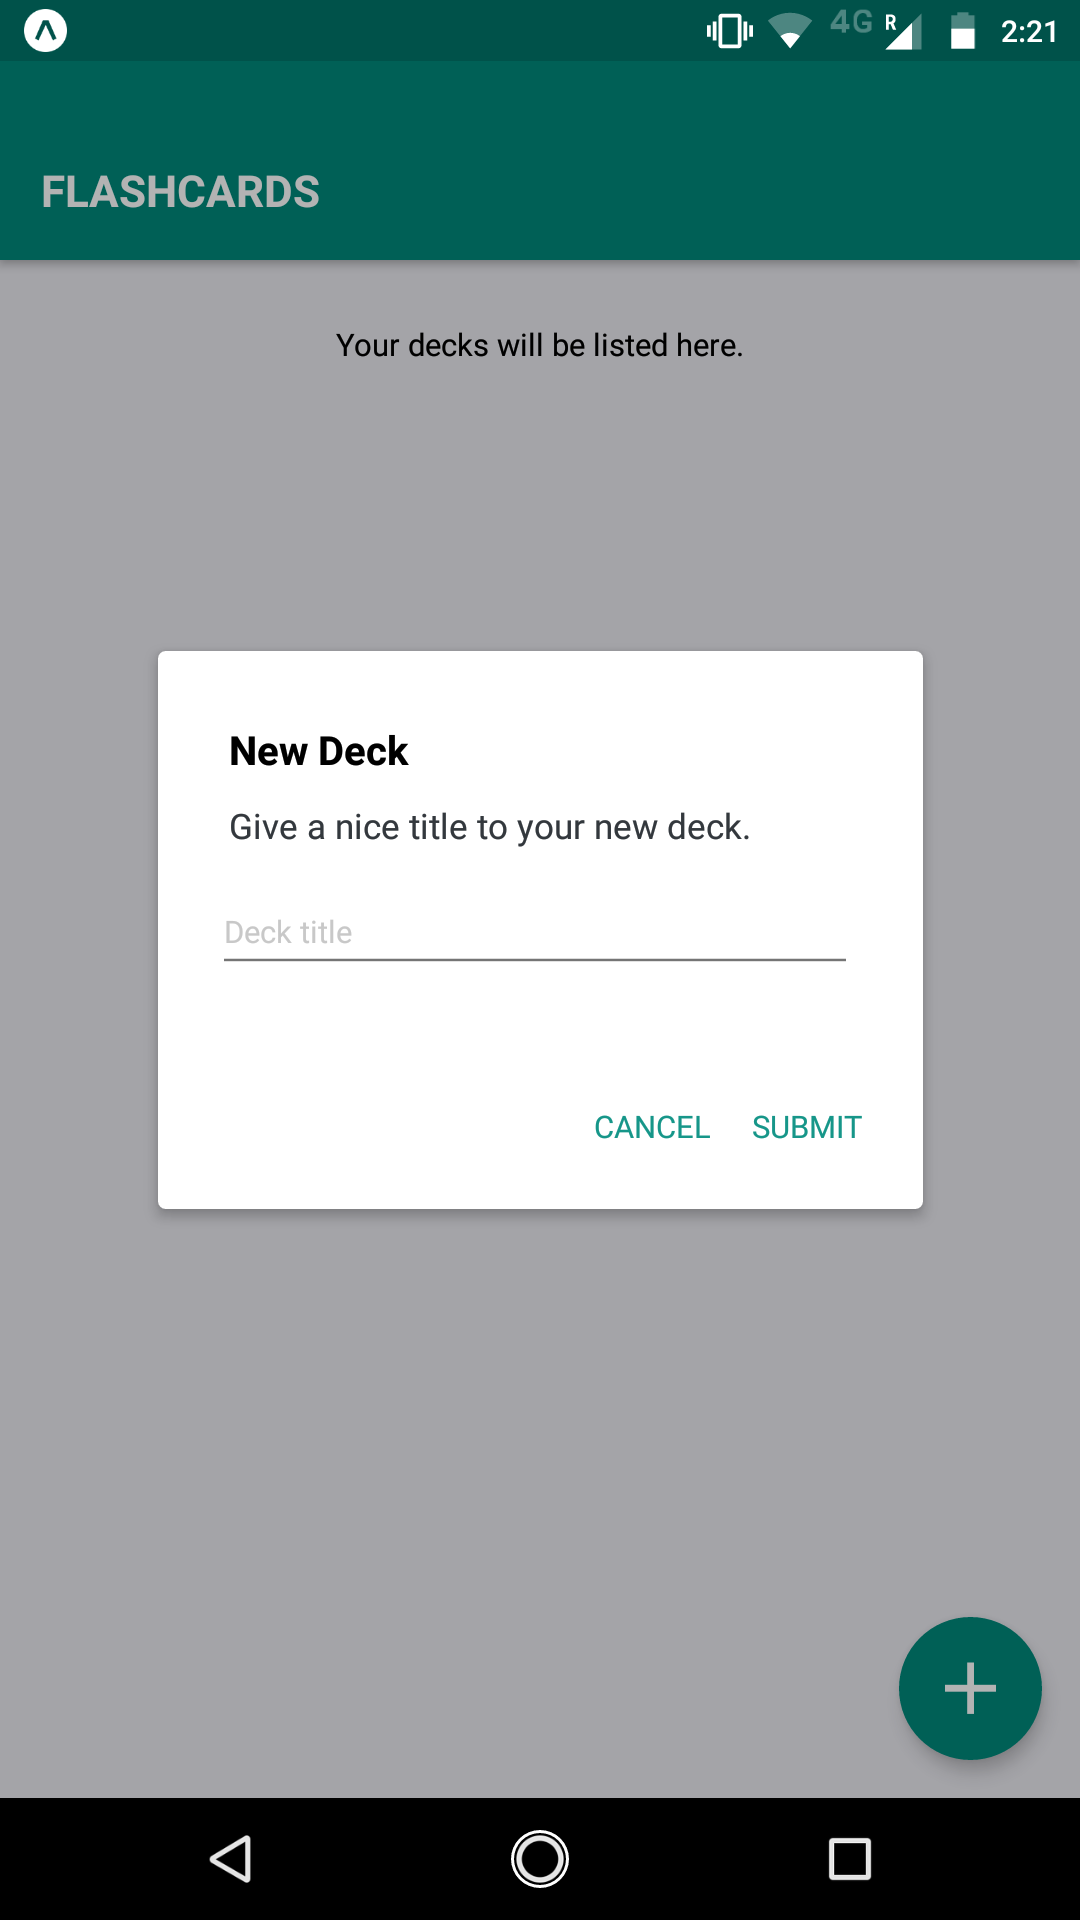 4G R 2:21
FLASHCARDS
Your decks will be listed here.
New Deck
Give a nice title to your new deck.
Deck title
CANCEL SUBMIT